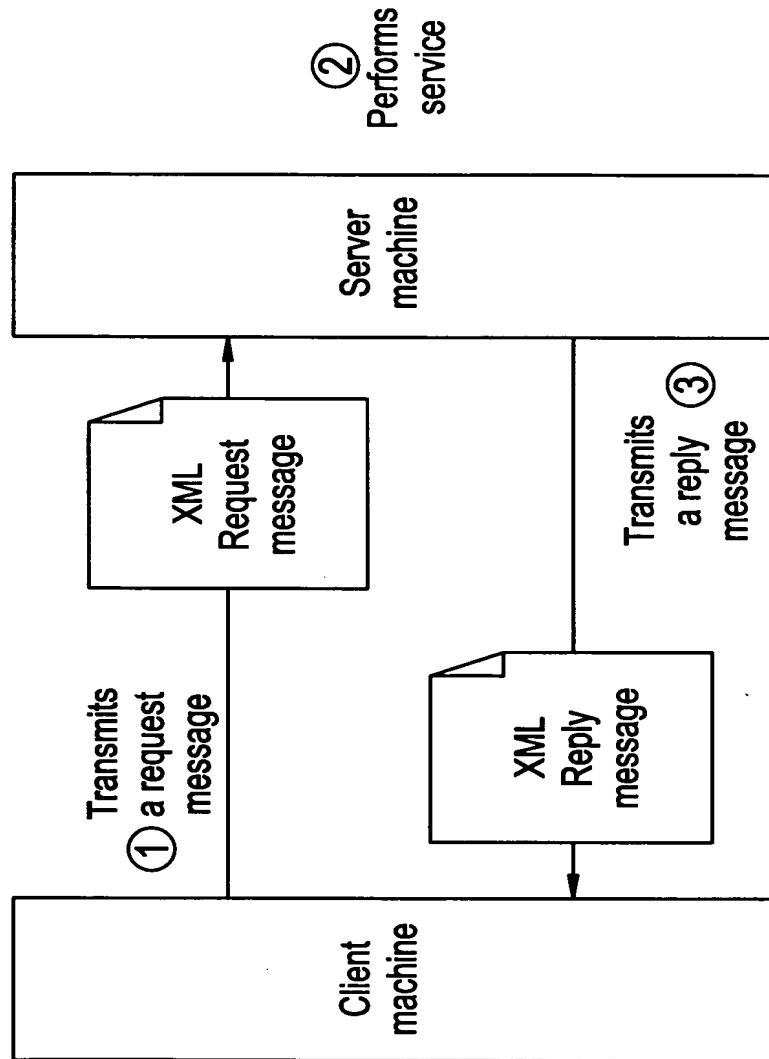 Client
machine
Transmits
① a request
message
XML
Request
message
Server
machine
② 
Performs
service
XML
Reply
message
Transmits
a reply ③
message